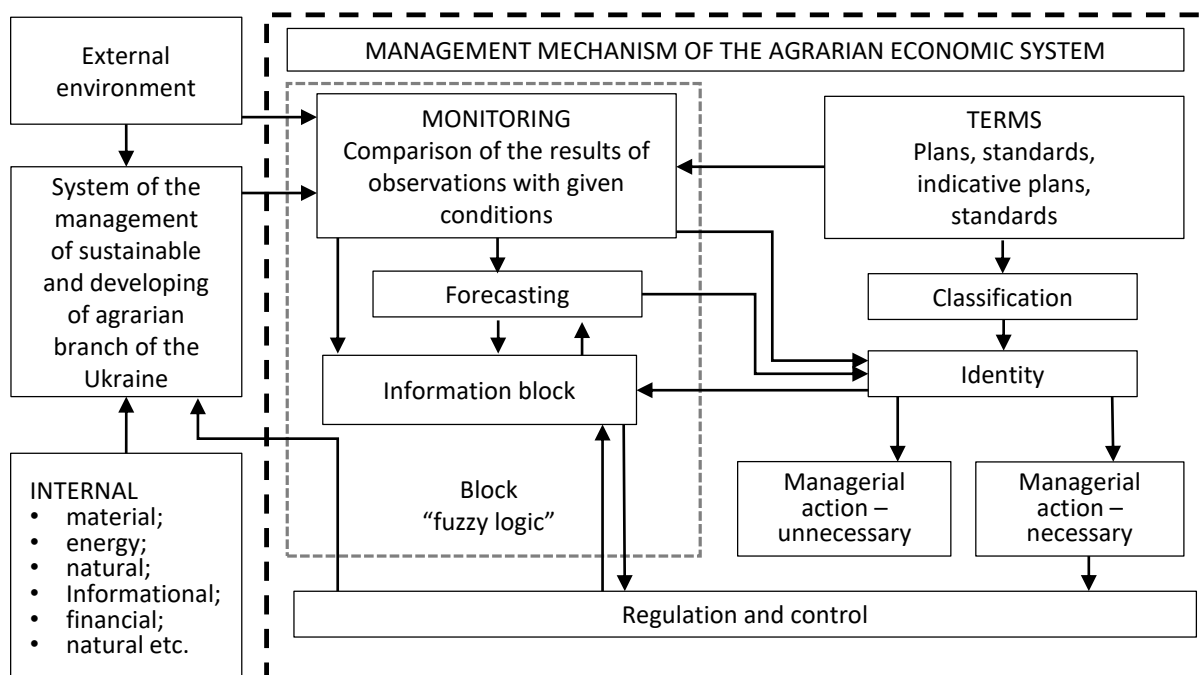 External
environment
MANAGEMENT MECHANISM OF THE AGRARIAN ECONOMIC SYSTEM
MONITORING
Comparison of the results of
observations with given
conditions
TERMS
Plans, standards,
indicative plans,
standards
System of the
management
of sustainable
and developing
of agrarian
branch of the
Ukraine
Forecasting
Classification
Information block
Identity
INTERNAL
• material;
• energy;
• natural;
• Informational;
• financial;
• natural etc.
Block
“fuzzy logic”
Managerial
action –
unnecessary
Managerial
action –
necessary
Regulation and control